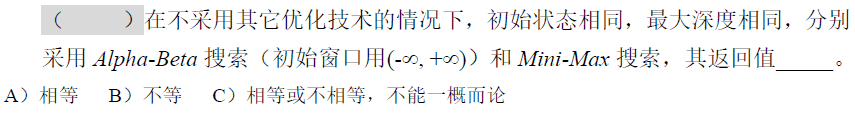 （　　　）在不采用其它优化技术的情况下，初始状态相同，最大深度相同，分别
采用 Alpha-Beta 搜索（初始窗口用(-∞, +∞)）和 Mini-Max 搜索，其返回值_____。
A）相等　B）不等　C）相等或不相等，不能一概而论